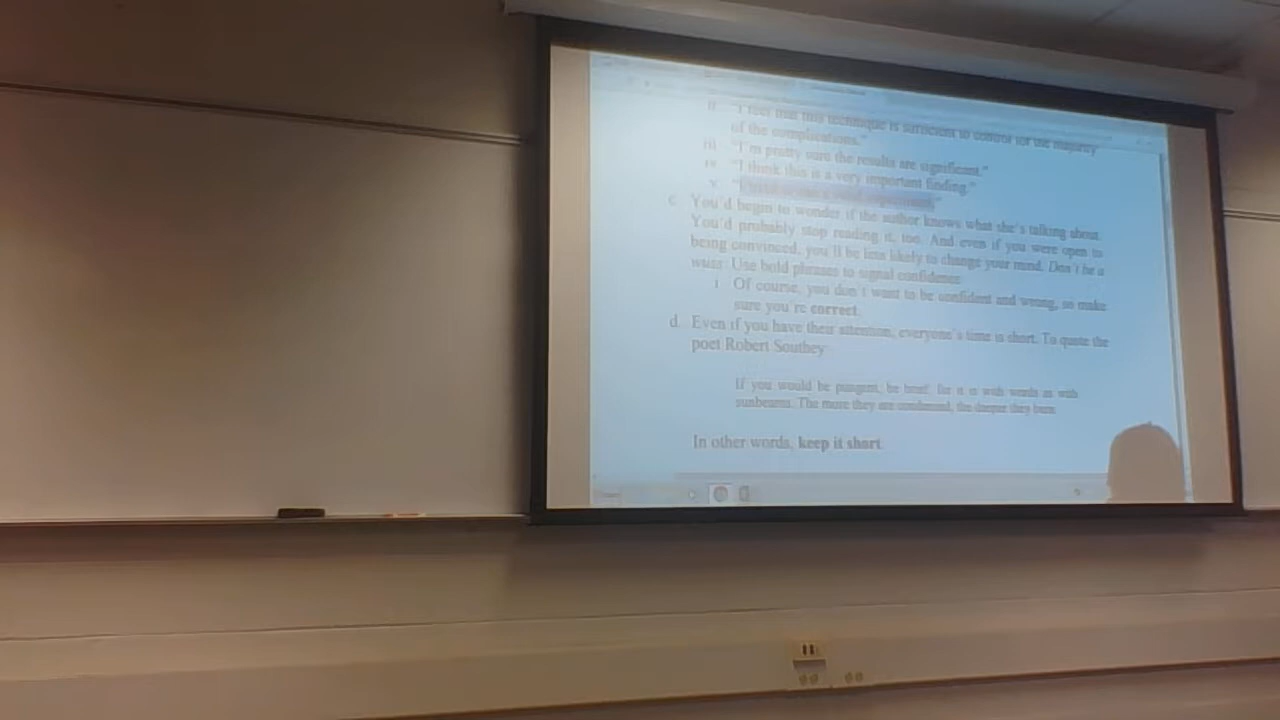 ii. "I feel that this technique is sufficient to control for the majority
of the complications."
iii. "I'm pretty sure the results are significant."
iv. "I think this is a very important finding."
v.
c. You'd begin to wonder if the author knows what she's talking about.
You'd probably stop reading it, too. And even if you were open to
being convinced, you'll be less likely to change your mind. Don't be a
wuss. Use bold phrases to signal confidence.
i. Of course, you don't want to be confident and wrong, so make
sure you're correct.
d. Even if you have their attention, everyone's time is short. To quote the
poet Robert Southey:
If you would be pungent, be brief; for it is with words as with
sunbeams. The more they are condensed, the deeper they burn.
In other words, keep it short.